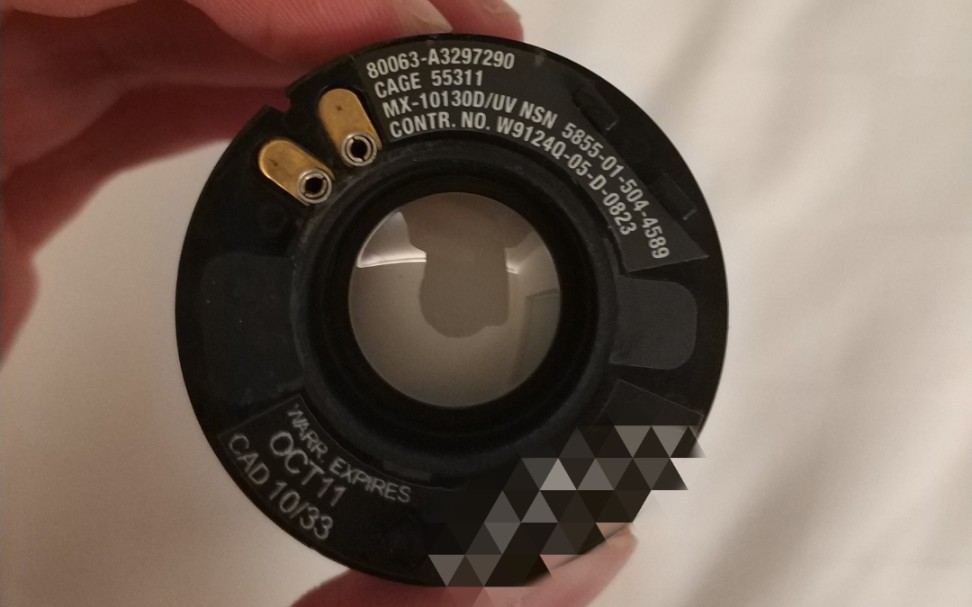 80063-A3297290
CAGE 55311
MX-10130D/UV NSN 5855-01-504-4589
CONTR. NO. W9124Q-05-D-0823
WARR. EXPIRES
OCT11
CAD 10/33